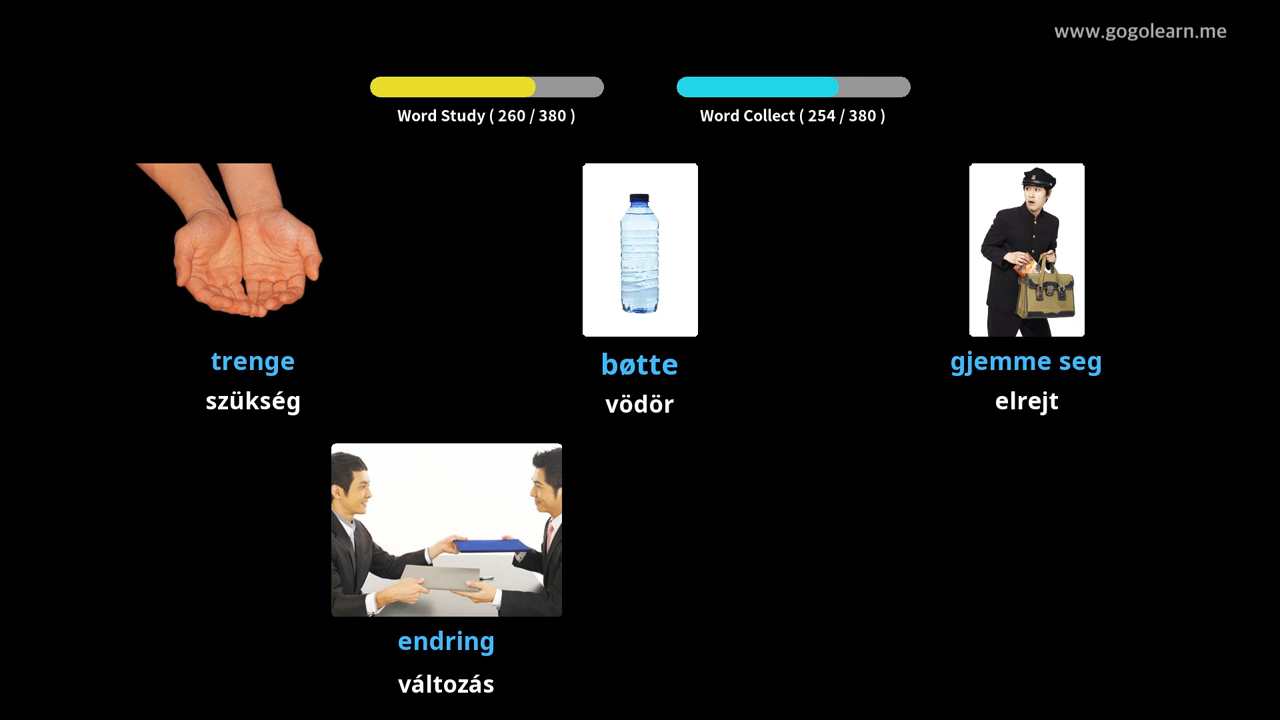 www.gogolearn.me
Word Study ( 260 / 380 )
Word Collect ( 254 / 380 )
trenge
szükség
bøtte
vödör
gjemme seg
elrejt
endring
változás